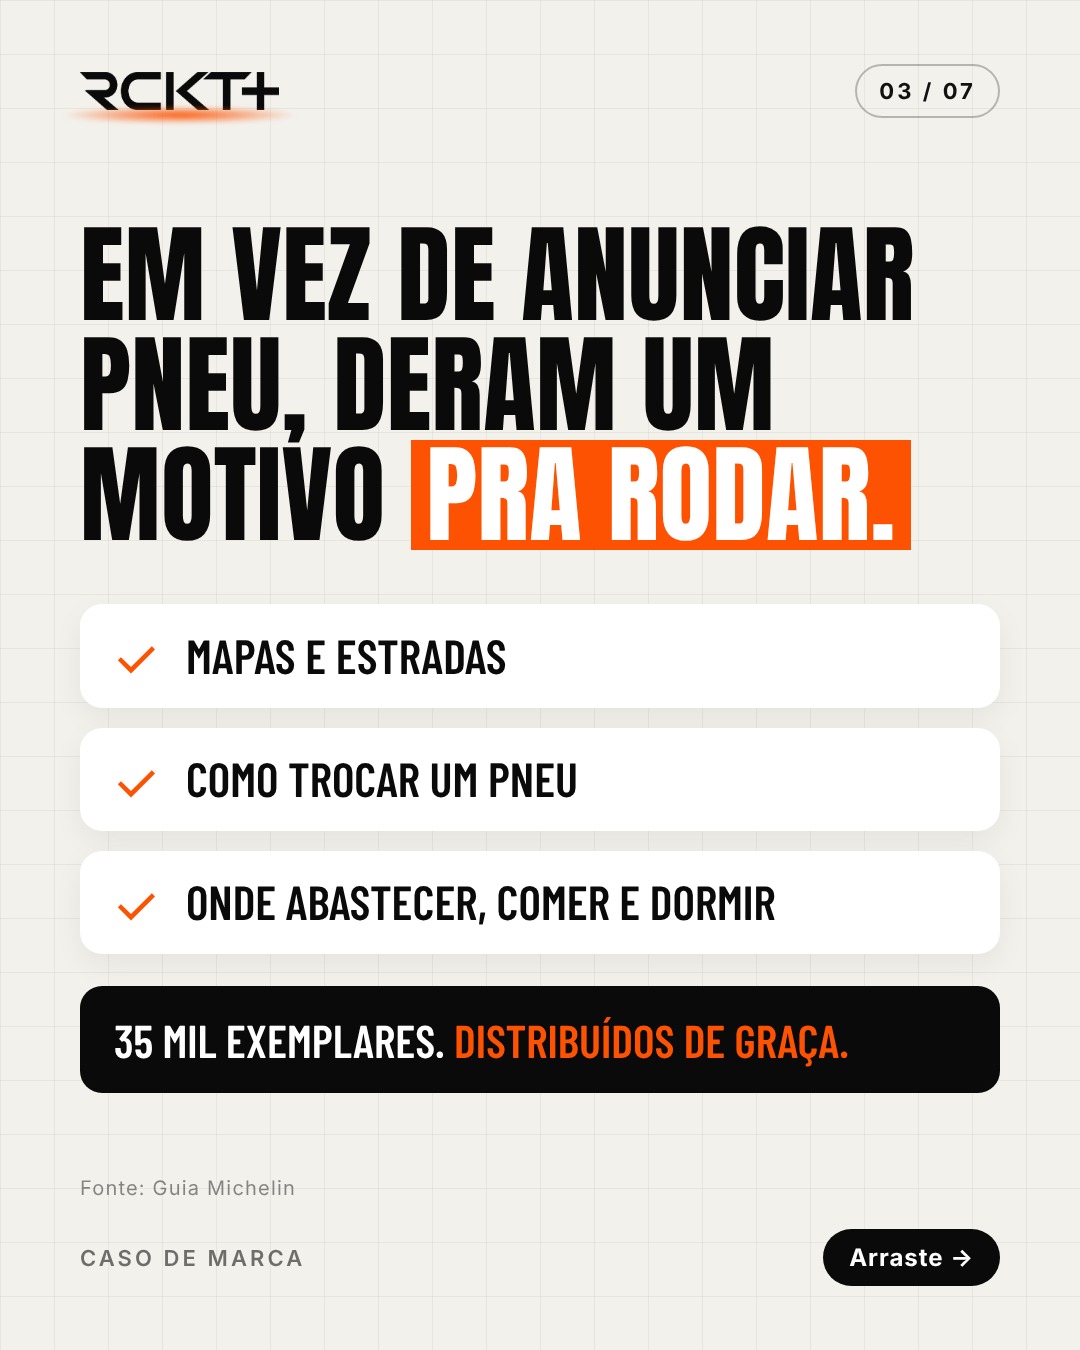 RCKT+
03 / 07
EM VEZ DE ANUNCIAR
PNEU, DERAM UM
MOTIVO PRA RODAR.
MAPAS E ESTRADAS
COMO TROCAR UM PNEU
ONDE ABASTECER, COMER E DORMIR
35 MIL EXEMPLARES. DISTRIBUÍDOS DE GRAÇA.
Fonte: Guia Michelin
CASO DE MARCA
Arraste →